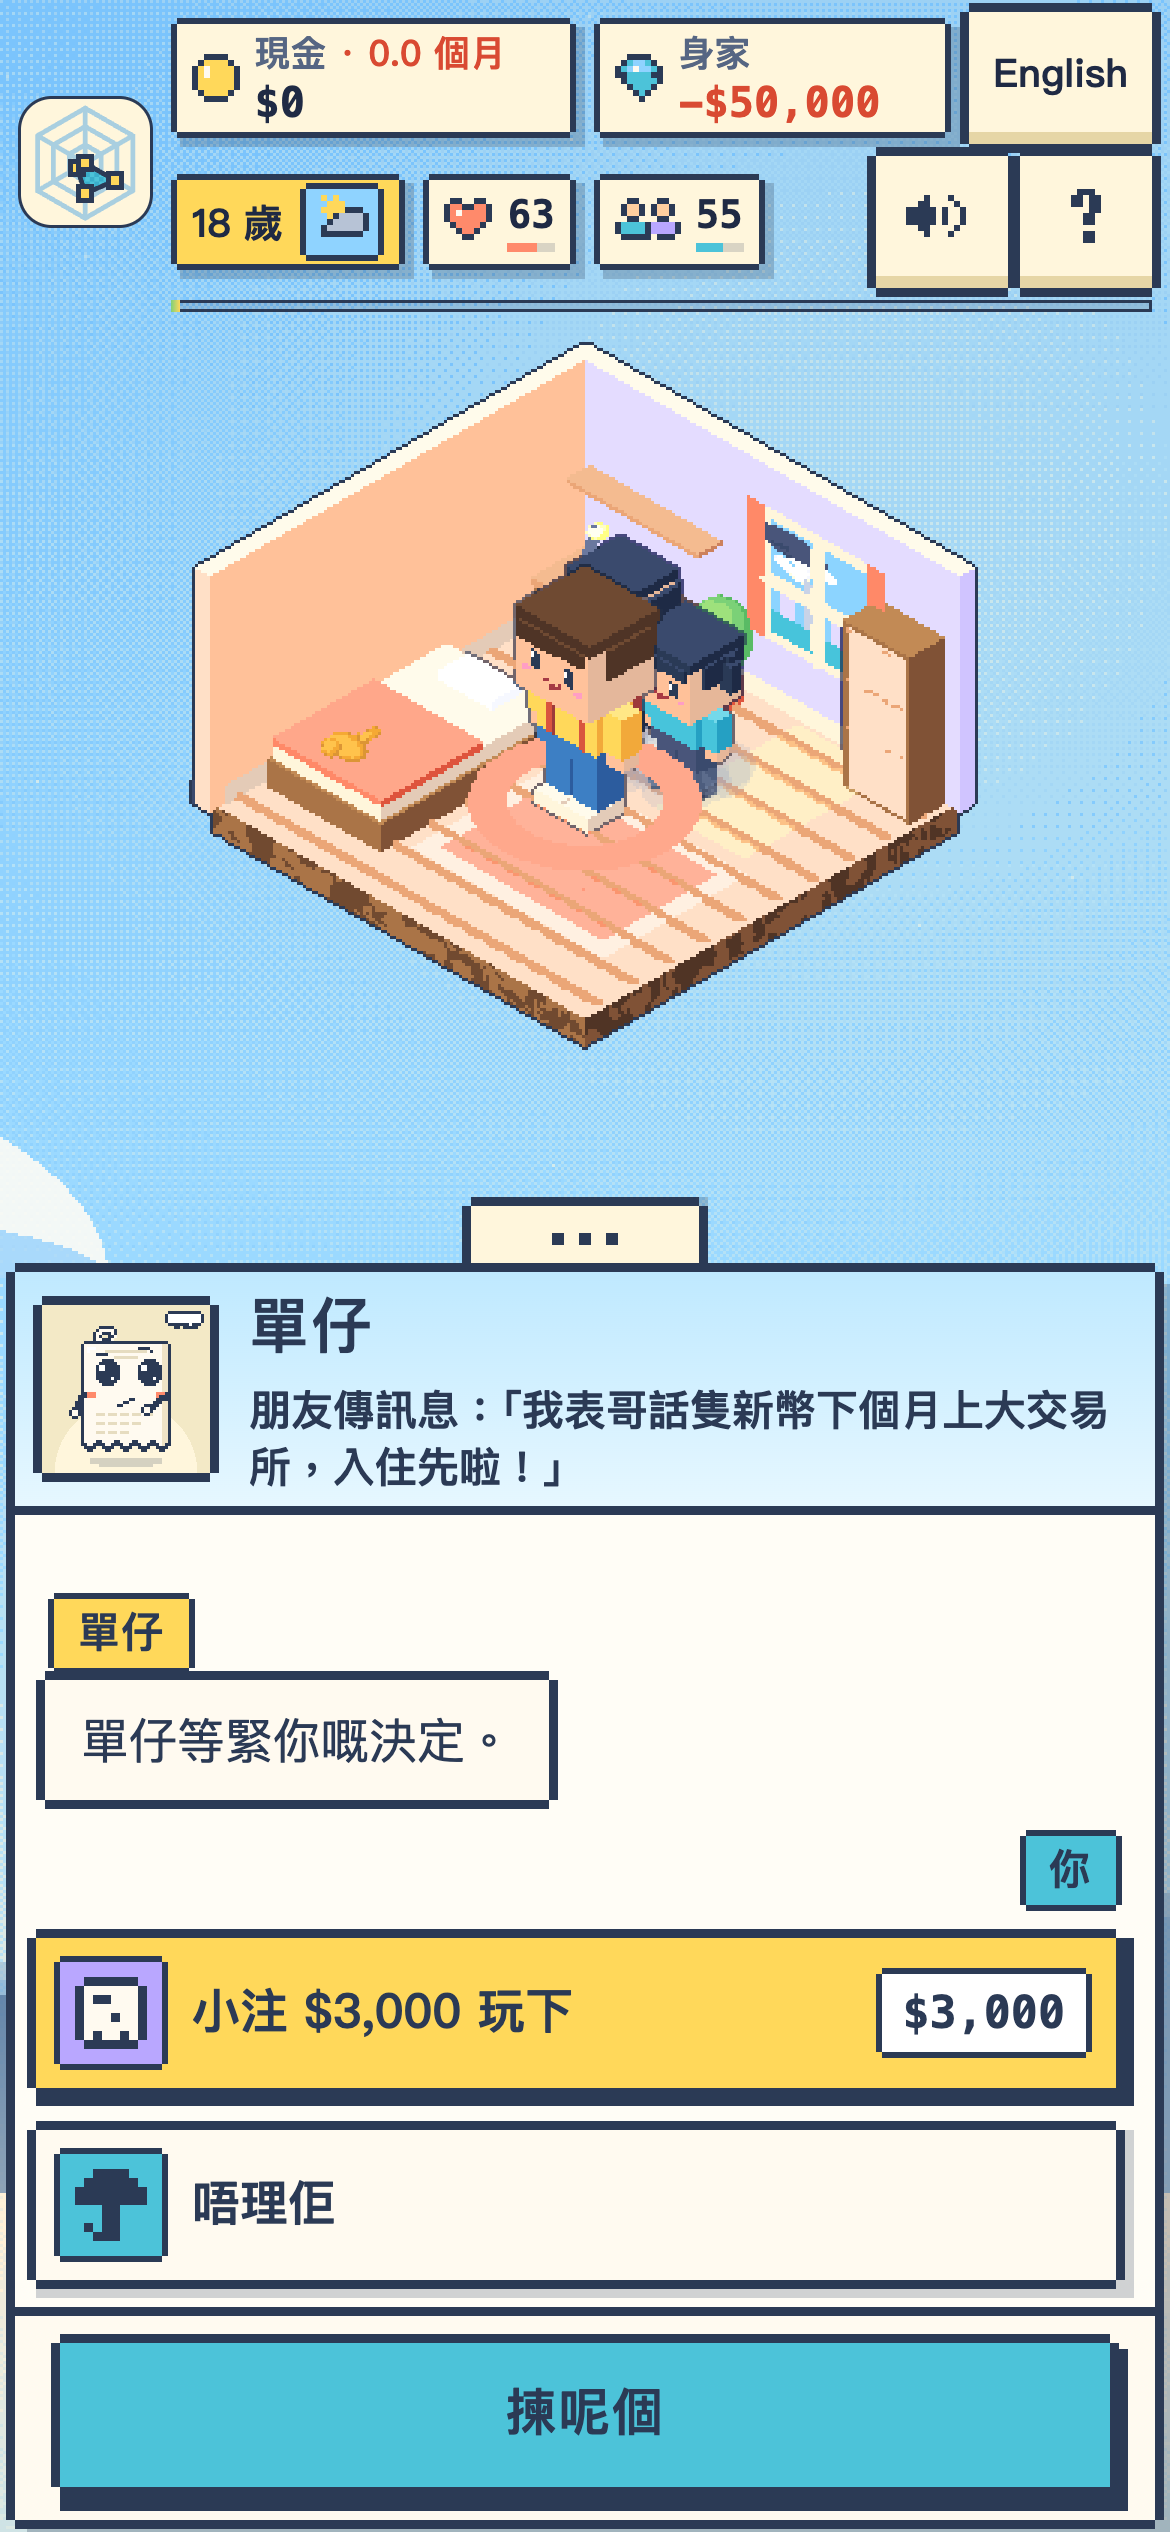 現金 · 0.0 個月
$0
身家
-$50,000
English
18 歲
63
55
?
單仔
朋友傳訊息：「我表哥話隻新幣下個月上大交易
所，入住先啦！」
單仔
單仔等緊你嘅決定。
你
小注 $3,000 玩下
$3,000
唔理佢
揀呢個